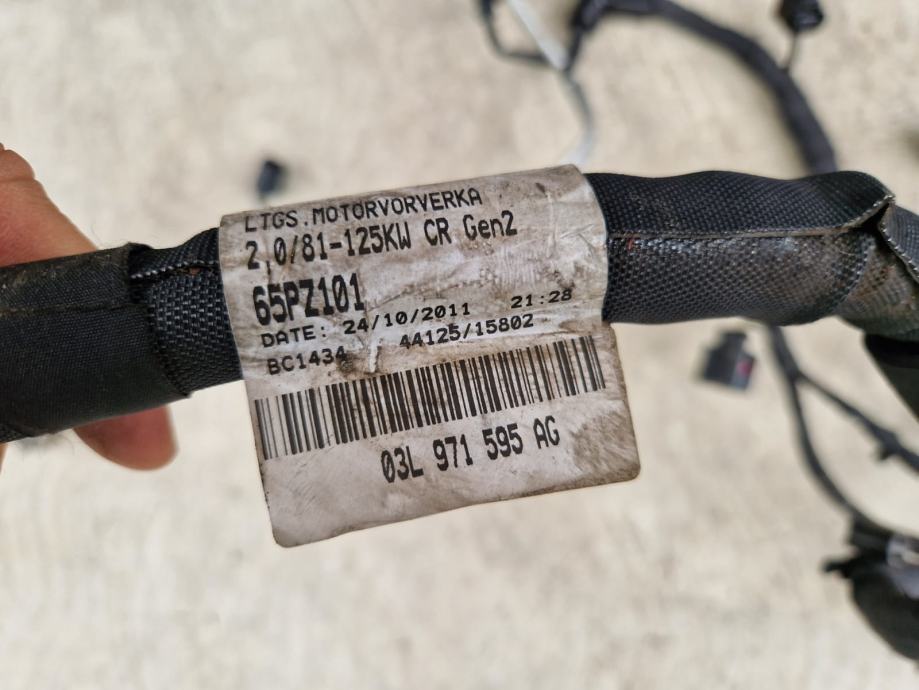 LTGS.MOTORVORVERKA
2,0/81-125KW CR Gen2
65PZ101
DATE: 24/10/2011 21:28
BC1434 44125/15802
03L 971 595 AG